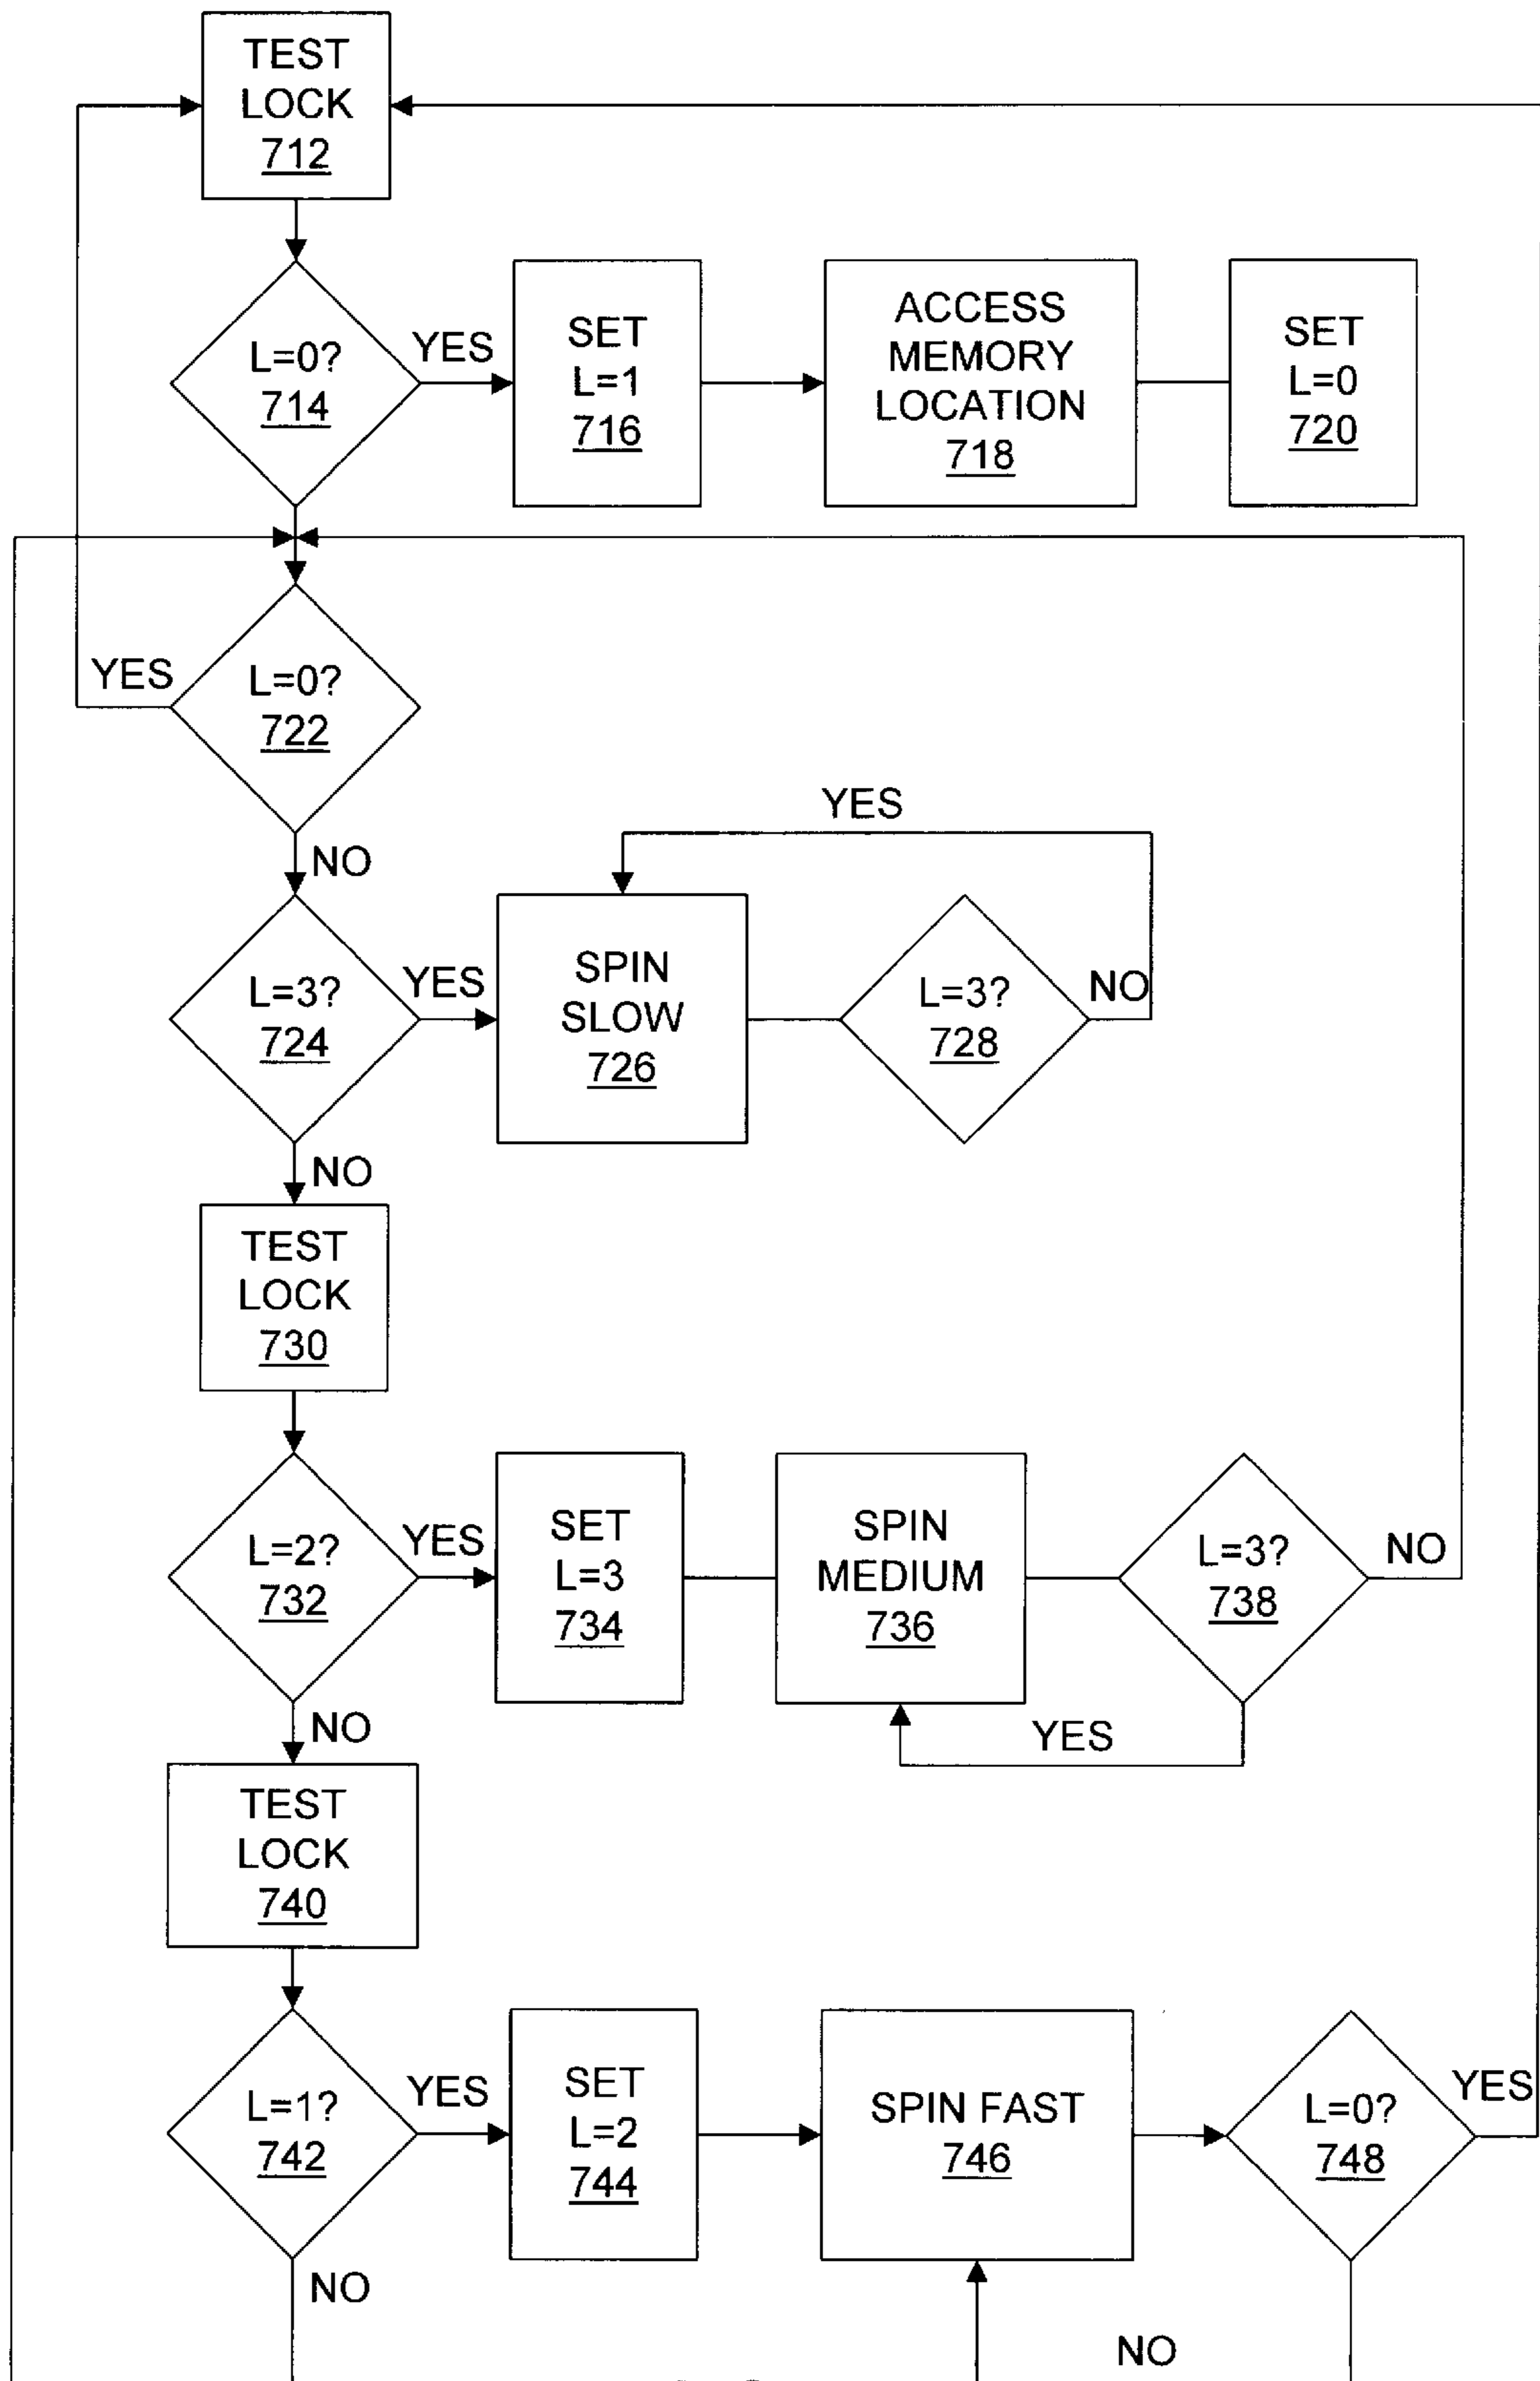 TEST
LOCK
712
L=0?
714
YES
SET
L=1
716
ACCESS
MEMORY
LOCATION
718
SET
L=0
720
YES
L=0?
722
NO
YES
L=3?
724
YES
SPIN
SLOW
726
L=3?
728
NO
NO
TEST
LOCK
730
L=2?
732
YES
SET
L=3
734
SPIN
MEDIUM
736
L=3?
738
NO
YES
NO
TEST
LOCK
740
L=1?
742
YES
SET
L=2
744
SPIN FAST
746
L=0?
748
YES
NO
NO